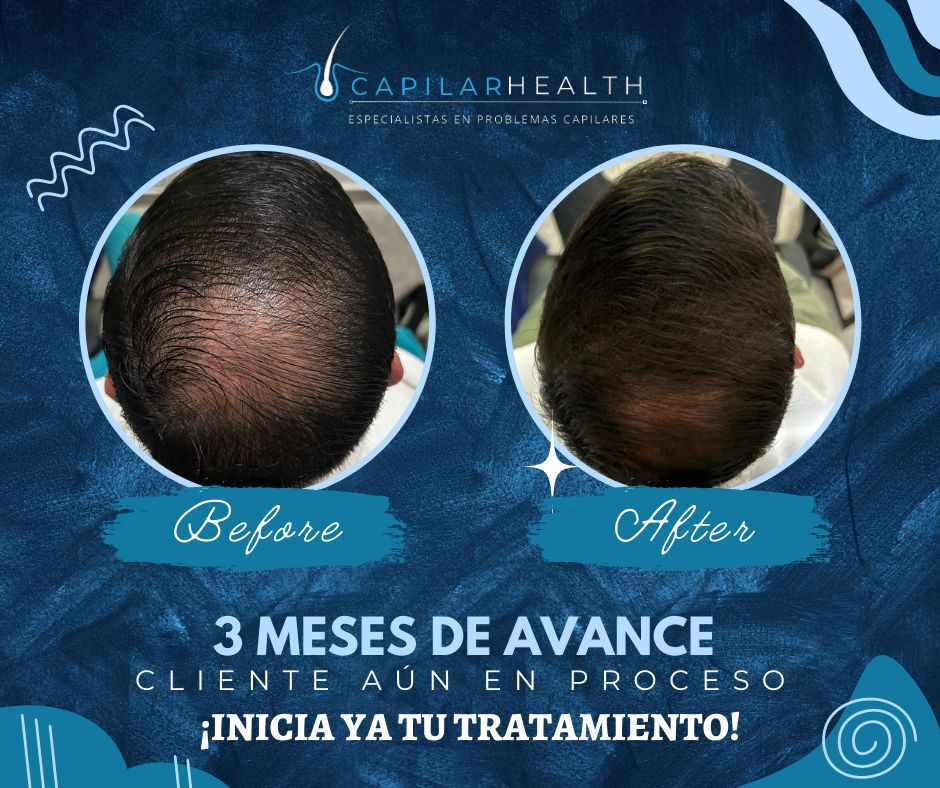 CAPILARHEALTH
ESPECIALISTAS EN PROBLEMAS CAPILARES
Before
After
3 MESES DE AVANCE
CLIENTE AÚN EN PROCESO
¡INICIA YA TU TRATAMIENTO!